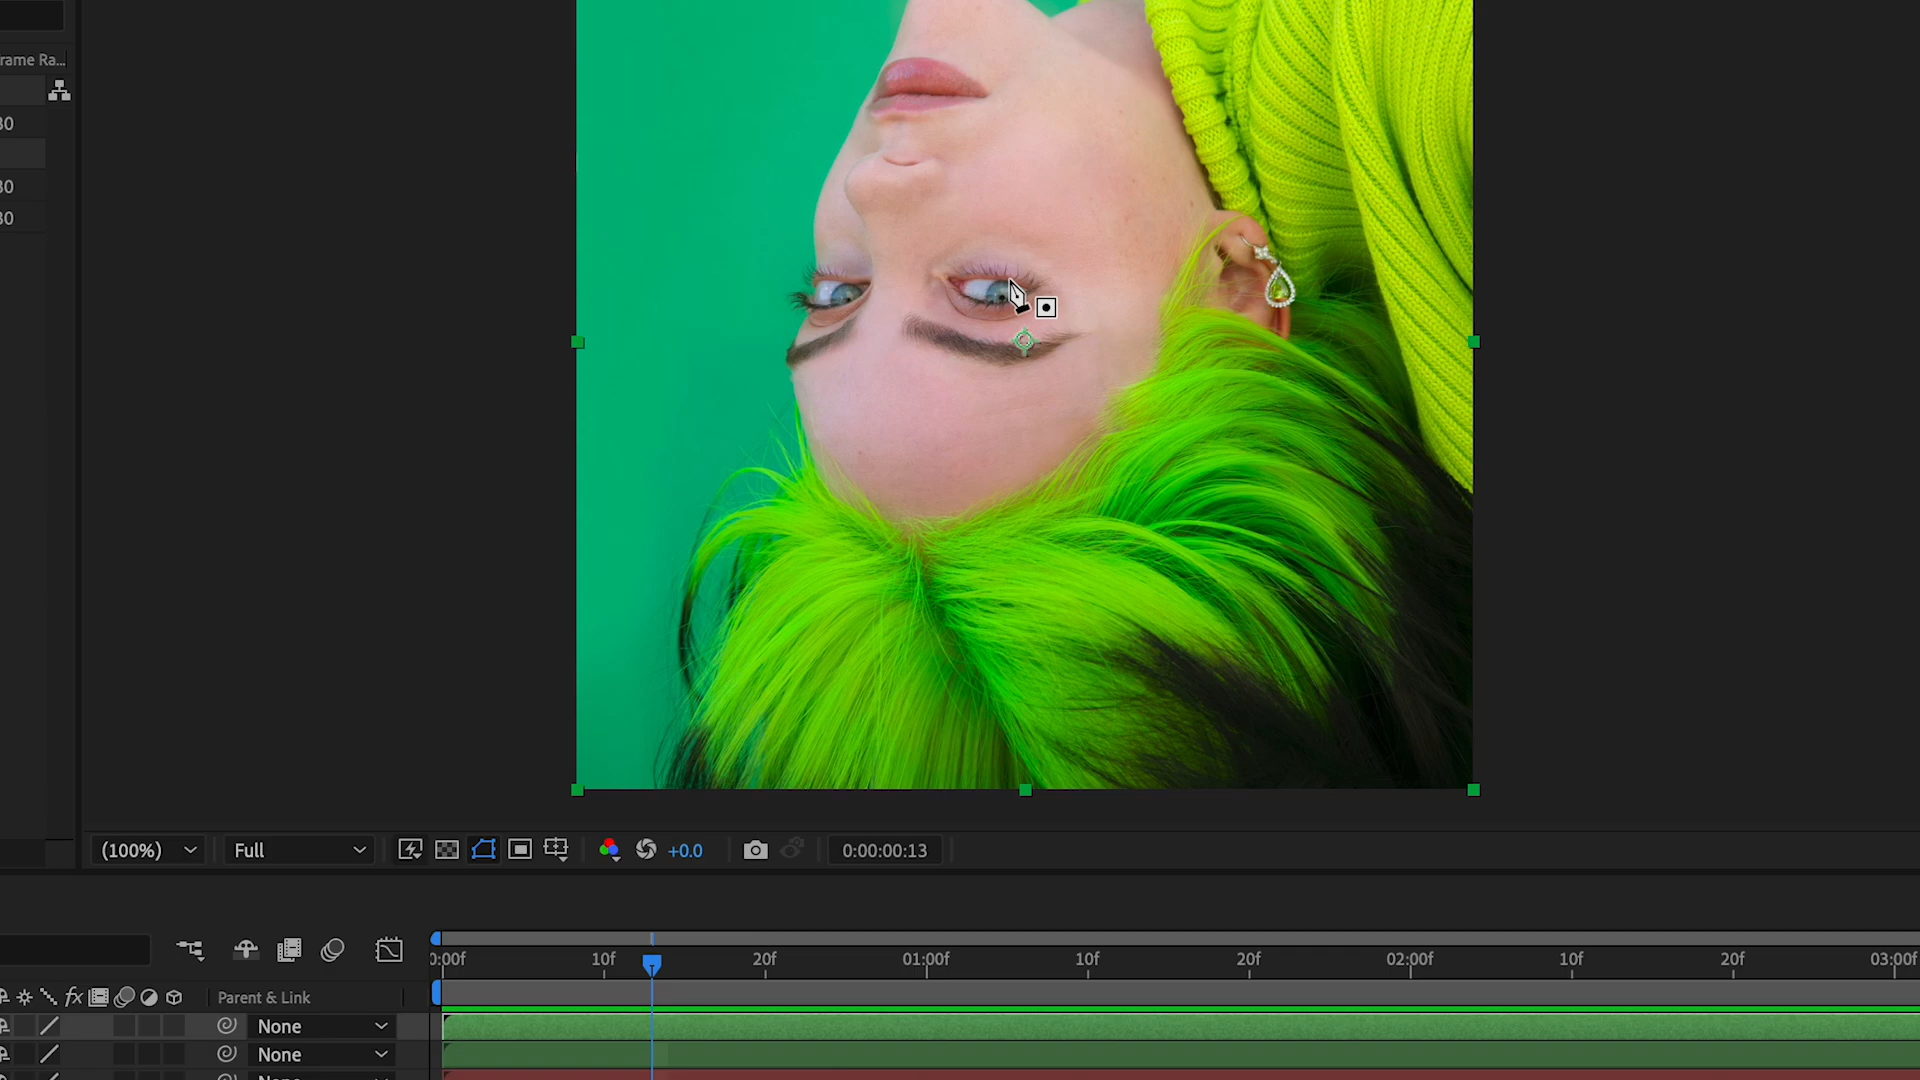 rame Ra...
30
30
30
(100%)
Full
+0.0
0:00:00:13
0:00f
10f
20f
01:00f
10f
20f
02:00f
10f
20f
03:00f
fx
Parent & Link
None
None